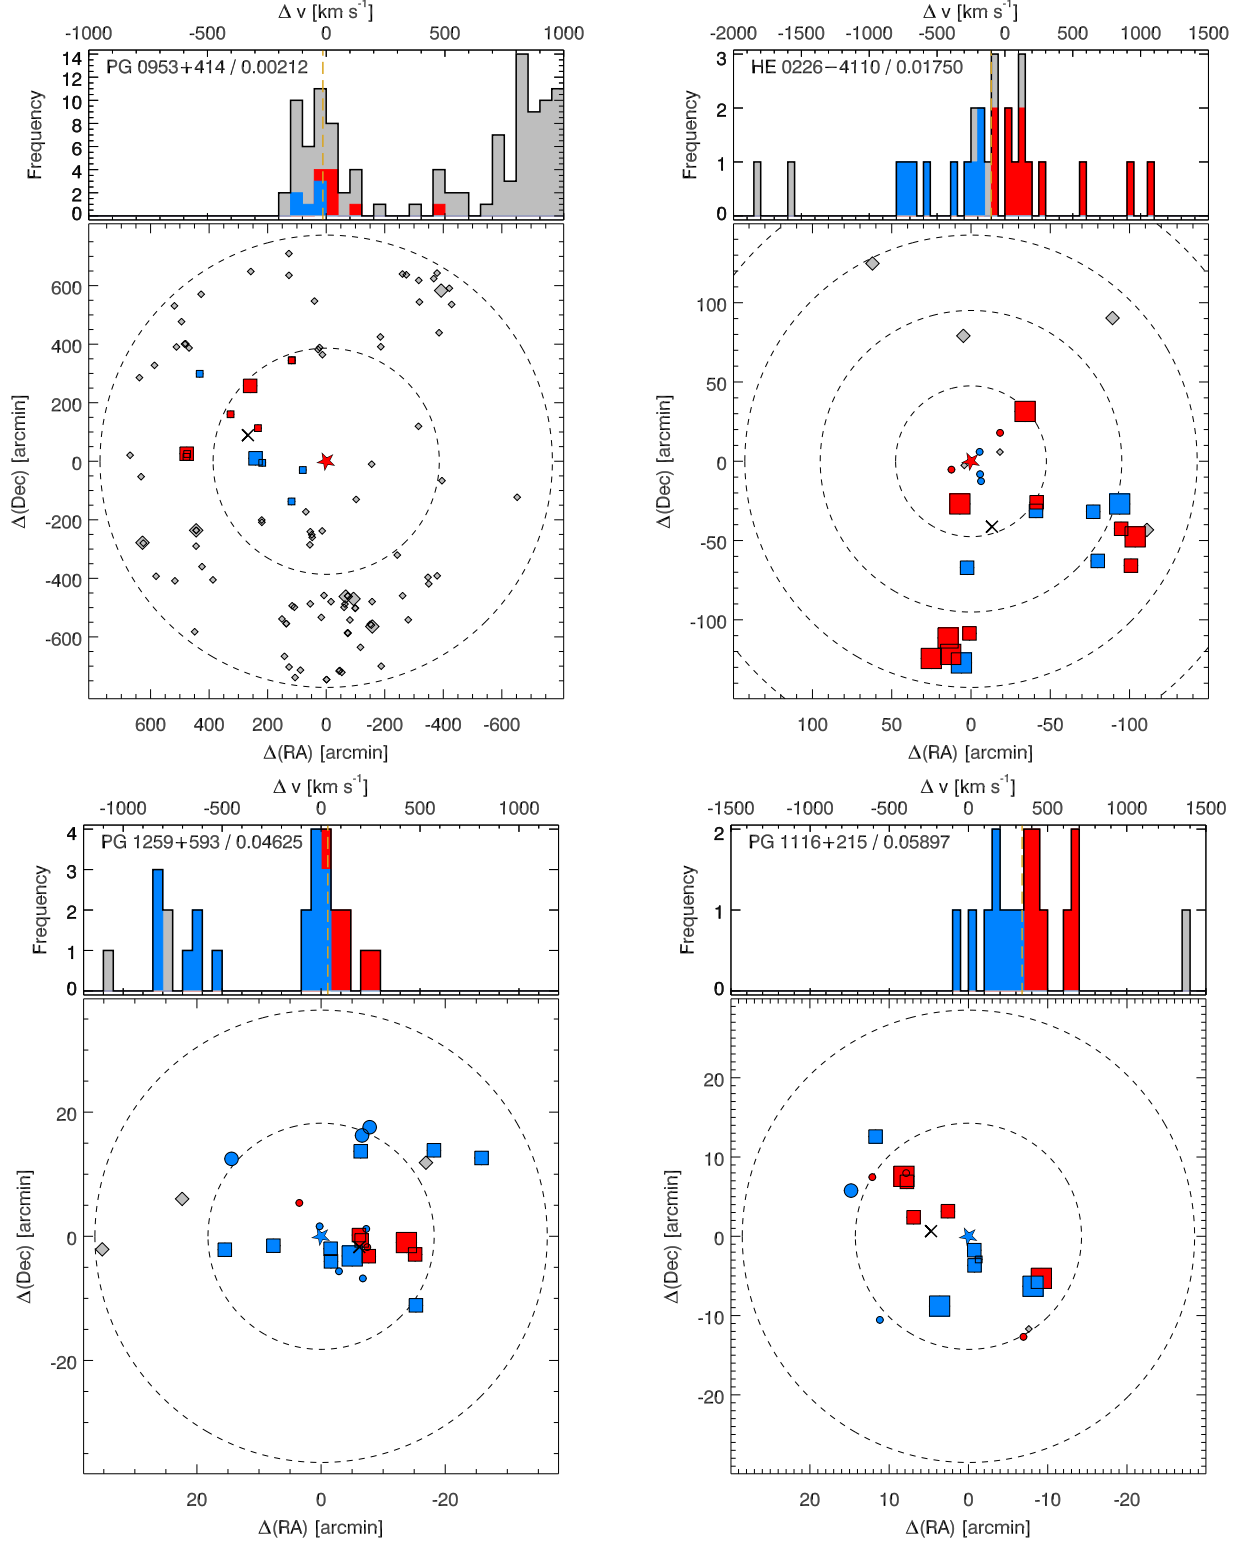 Δ v [km s⁻¹]
-1000 -500 0 500 1000
PG 0953+414 / 0.00212
Frequency
14
12
10
8
6
4
2
0
Δ(Dec) [arcmin]
600
400
200
0
-200
-400
-600
600 400 200 0 -200 -400 -600
Δ(RA) [arcmin]
Δ v [km s⁻¹]
-2000 -1500 -1000 -500 0 500 1000 1500
HE 0226−4110 / 0.01750
Frequency
3
2
1
0
Δ(Dec) [arcmin]
100
50
0
-50
-100
100 50 0 -50 -100
Δ(RA) [arcmin]
Δ v [km s⁻¹]
-1000 -500 0 500 1000
PG 1259+593 / 0.04625
Frequency
4
3
2
1
0
Δ(Dec) [arcmin]
20
0
-20
20 0 -20
Δ(RA) [arcmin]
Δ v [km s⁻¹]
-1500 -1000 -500 0 500 1000 1500
PG 1116+215 / 0.05897
Frequency
2
1
0
Δ(Dec) [arcmin]
20
10
0
-10
-20
20 10 0 -10 -20
Δ(RA) [arcmin]